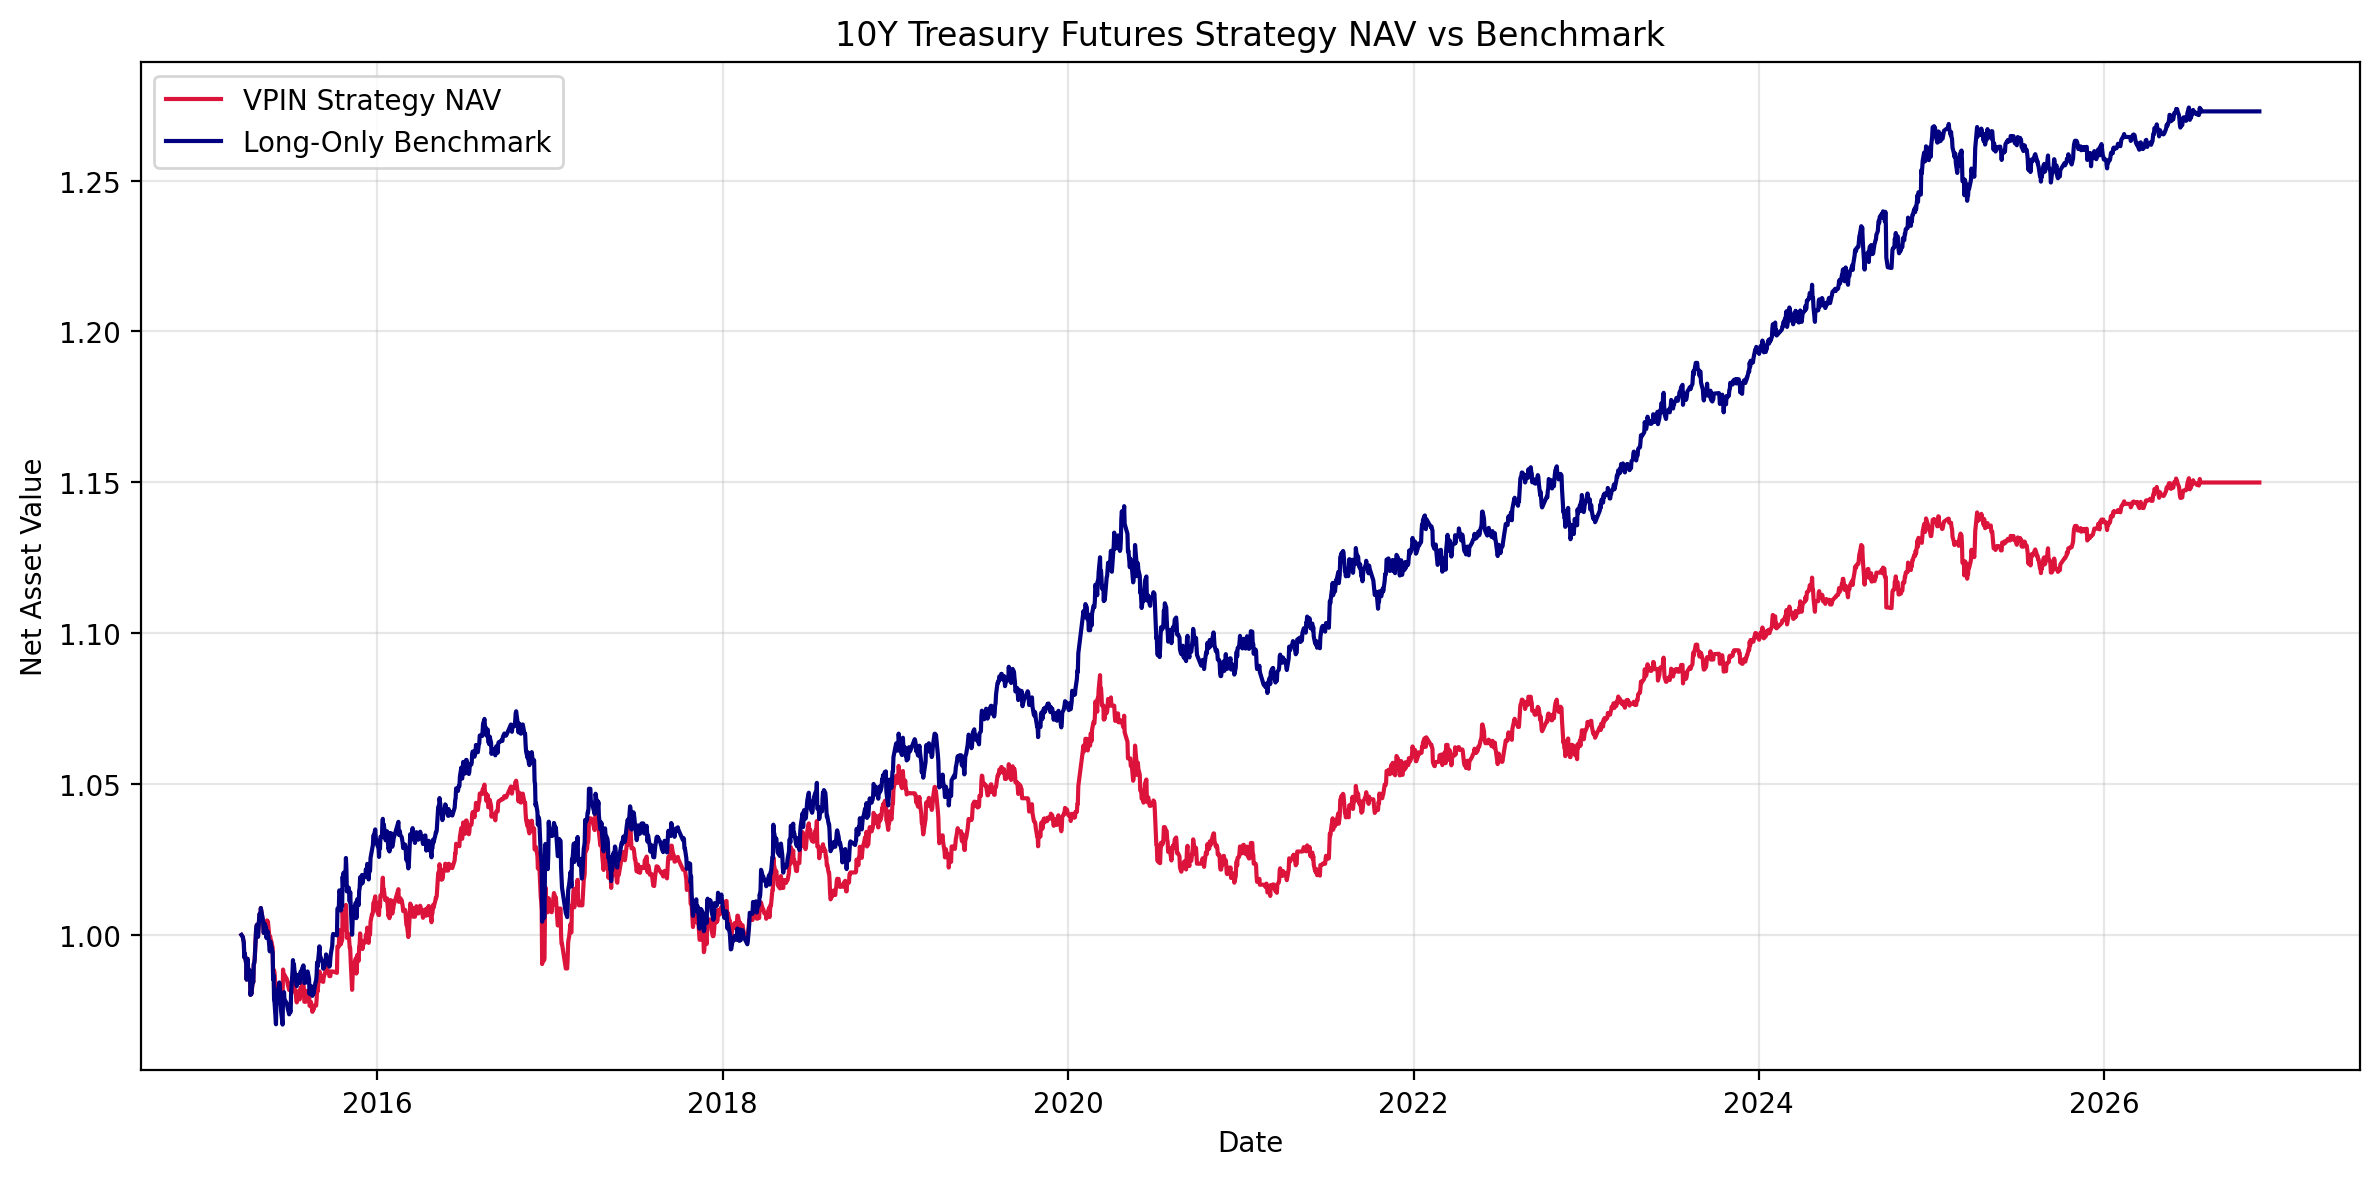 10Y Treasury Futures Strategy NAV vs Benchmark
VPIN Strategy NAV
Long-Only Benchmark
Net Asset Value
1.25
1.20
1.15
1.10
1.05
1.00
2016 2018 2020 2022 2024 2026
Date